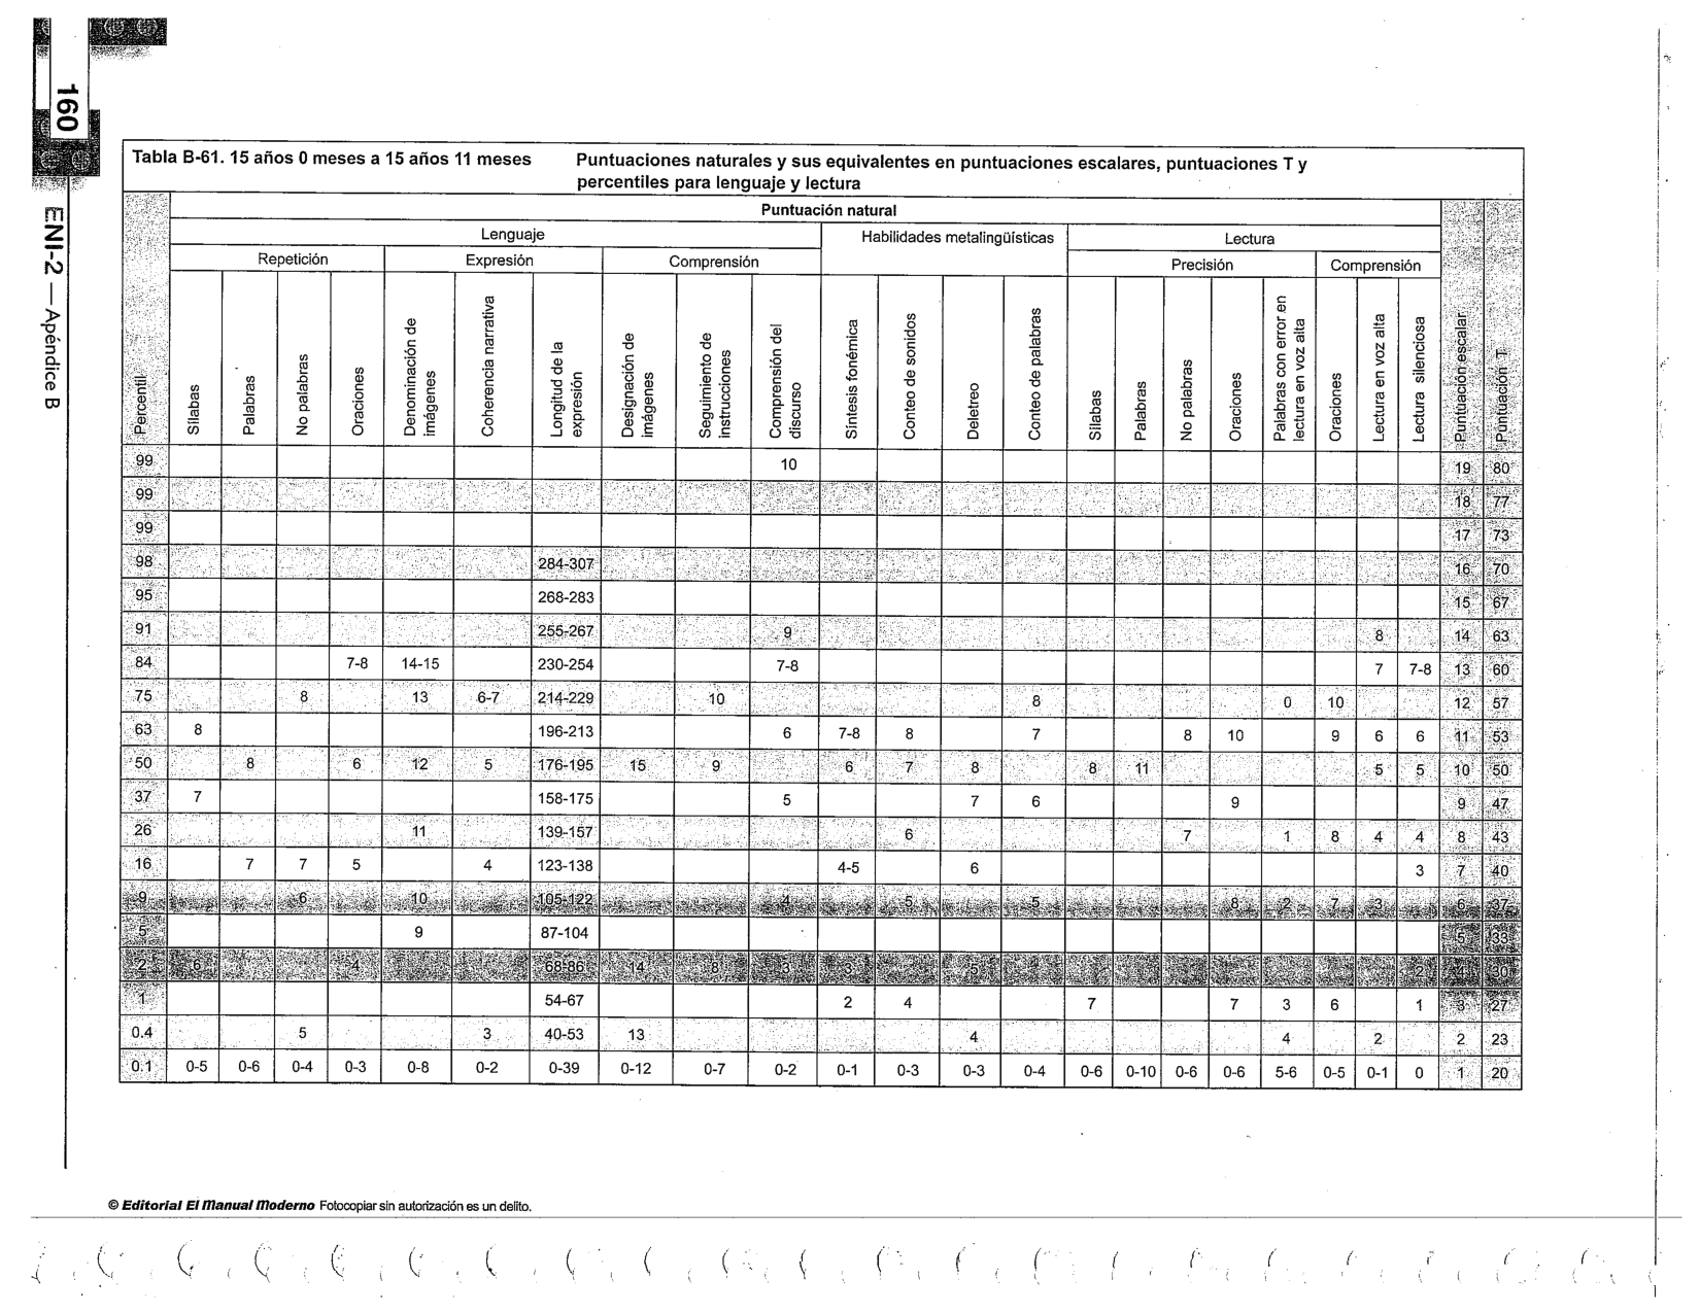 160
ENI-2 — Apéndice B
Tabla B-61. 15 años 0 meses a 15 años 11 meses Puntuaciones naturales y sus equivalentes en puntuaciones escalares, puntuaciones T y
percentiles para lenguaje y lectura
Puntuación natural
Lenguaje Habilidades metalingüísticas Lectura
Repetición Expresión Comprensión Precisión Comprensión
Percentil
Sílabas
Palabras
No palabras
Oraciones
Denominación de
imágenes
Coherencia narrativa
Longitud de la
expresión
Designación de
imágenes
Seguimiento de
instrucciones
Comprensión del
discurso
Síntesis fonémica
Conteo de sonidos
Deletreo
Conteo de palabras
Sílabas
Palabras
No palabras
Oraciones
Palabras con error en
lectura en voz alta
Oraciones
Lectura en voz alta
Lectura silenciosa
Puntuación escalar
Puntuación T
99 10 19 80
99 18 77
99 17 73
98 284-307 16 70
95 268-283 15 67
91 255-267 9 8 14 63
84 7-8 14-15 230-254 7-8 7 7-8 13 60
75 8 13 6-7 214-229 10 8 0 10 12 57
63 8 196-213 6 7-8 8 7 8 10 9 6 6 11 53
50 8 6 12 5 176-195 15 9 6 7 8 8 11 5 5 10 50
37 7 158-175 5 7 6 9 9 47
26 11 139-157 6 7 1 8 4 4 8 43
16 7 7 5 4 123-138 4-5 6 3 7 40
9 6 10 105-122 4 5 5 8 2 7 3 6 37
5 9 87-104 5 33
2 6 4 68-86 14 8 3 3 5 2 4 30
1 54-67 2 4 7 7 3 6 1 3 27
0.4 5 3 40-53 13 4 4 2 2 23
0.1 0-5 0-6 0-4 0-3 0-8 0-2 0-39 0-12 0-7 0-2 0-1 0-3 0-3 0-4 0-6 0-10 0-6 0-6 5-6 0-5 0-1 0 1 20
© Editorial El Manual Moderno Fotocopiar sin autorización es un delito.